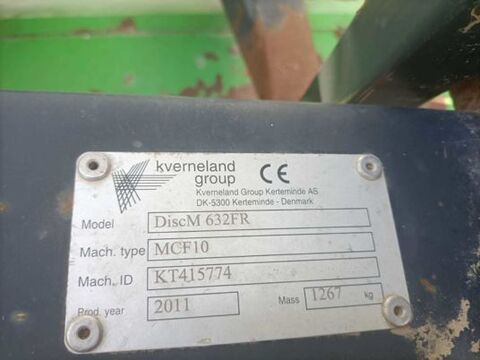 kverneland
group
CE
Kverneland Group Kerteminde AS
DK-5300 Kerteminde - Denmark
Model DiscM 632FR
Mach. type MCF10
Mach. ID KT415774
Prod. year 2011 Mass 1267 kg